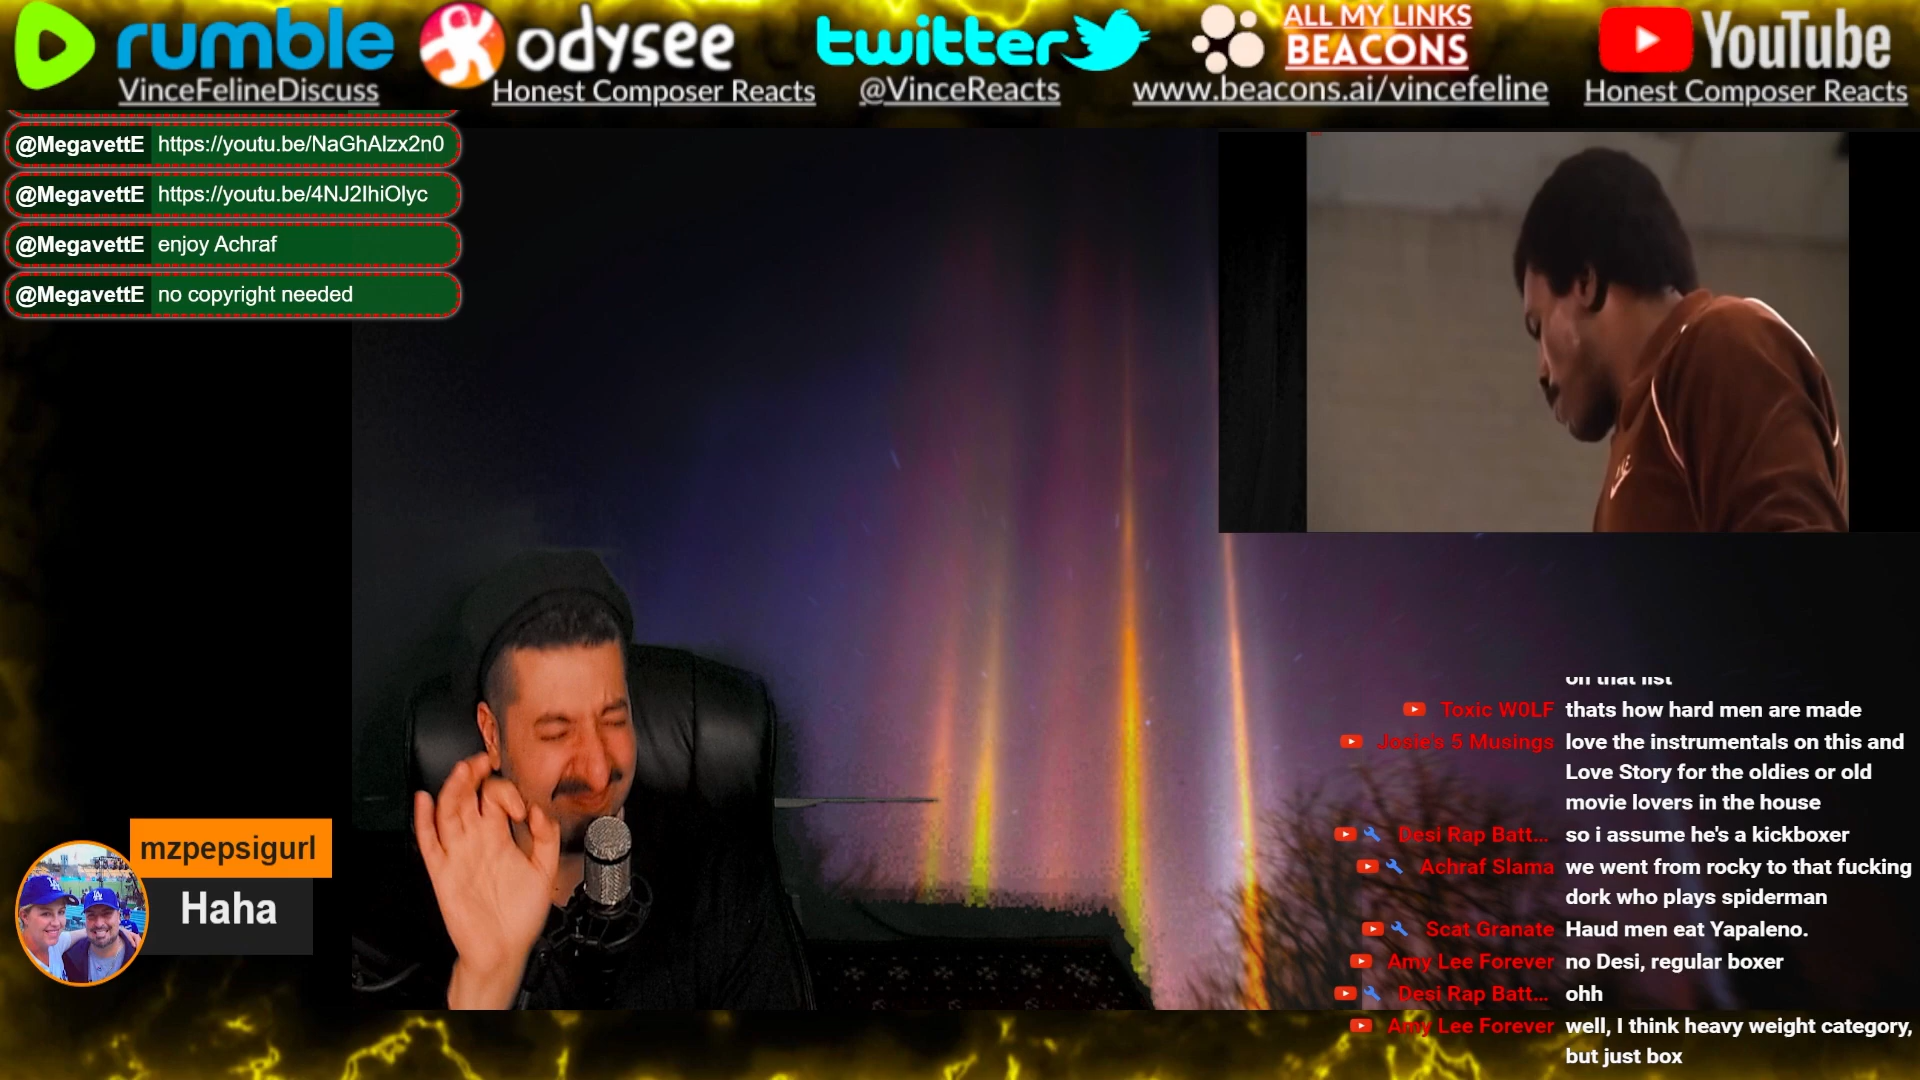 rumble
VinceFelineDiscuss
odysee
Honest Composer Reacts
twitter
@VinceReacts
ALL MY LINKS
BEACONS
www.beacons.ai/vincefeline
YouTube
Honest Composer Reacts
@MegavettE https://youtu.be/NaGhAlzx2n0
@MegavettE https://youtu.be/4NJ2IhiOlyc
@MegavettE enjoy Achraf
@MegavettE no copyright needed
mzpepsigurl
Haha
on that list
Toxic W0LF thats how hard men are made
Josie's 5 Musings love the instrumentals on this and
Love Story for the oldies or old
movie lovers in the house
Desi Rap Batt... so i assume he's a kickboxer
Achraf Slama we went from rocky to that fucking
dork who plays spiderman
Scat Granate Haud men eat Yapaleno.
Amy Lee Forever no Desi, regular boxer
Desi Rap Batt... ohh
Amy Lee Forever well, I think heavy weight category,
but just box